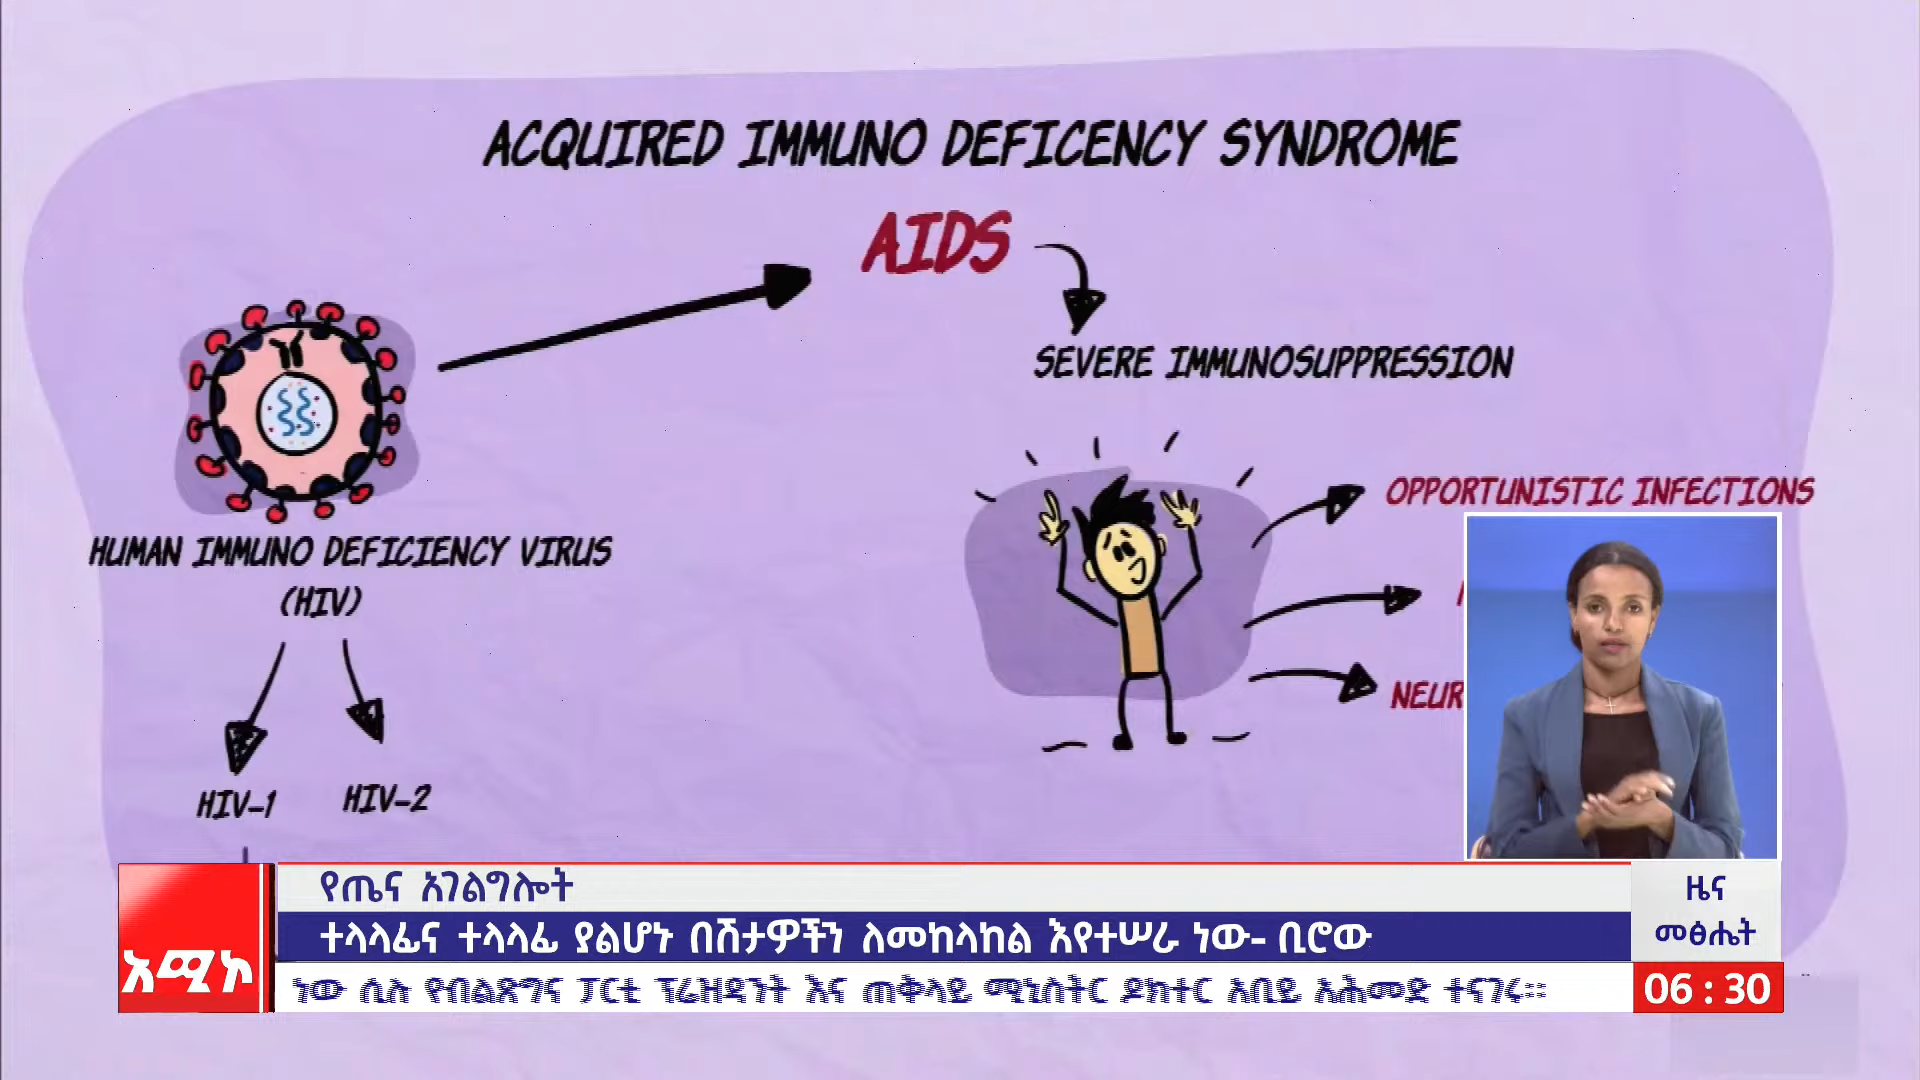 ACQUIRED IMMUNO DEFICENCY SYNDROME
AIDS
SEVERE IMMUNOSUPPRESSION
OPPORTUNISTIC INFECTIONS
HUMAN IMMUNO DEFICIENCY VIRUS
(HIV)
NEUR
HIV-1
HIV-2
የጤና አገልግሎት
ዜና
መፅሔት
ተላላፊና ተላላፊ ያልሆኑ በሽታዎችን ለመከላከል እየተሠራ ነው- ቢሮው
አሚኮ
ነው ሲሉ የብልጽግና ፓርቲ ፕሬዝዳንት እና ጠቅላይ ሚኒስትር ዶክተር አቢይ አሕመድ ተናገሩ።
06 : 30